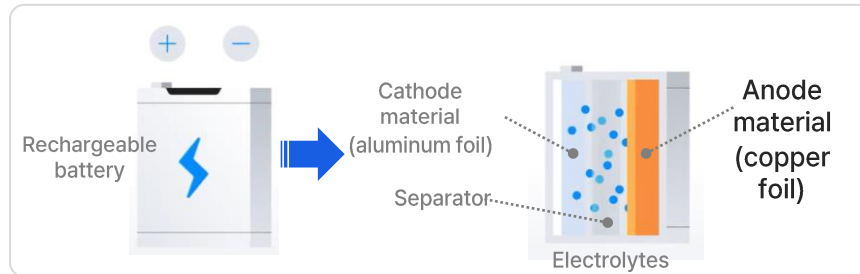 + −
Rechargeable
battery
Cathode
material
(aluminum foil)
Separator
Electrolytes
Anode
material
(copper
foil)